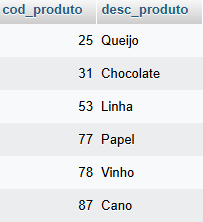 cod_produto desc_produto
25 Queijo
31 Chocolate
53 Linha
77 Papel
78 Vinho
87 Cano